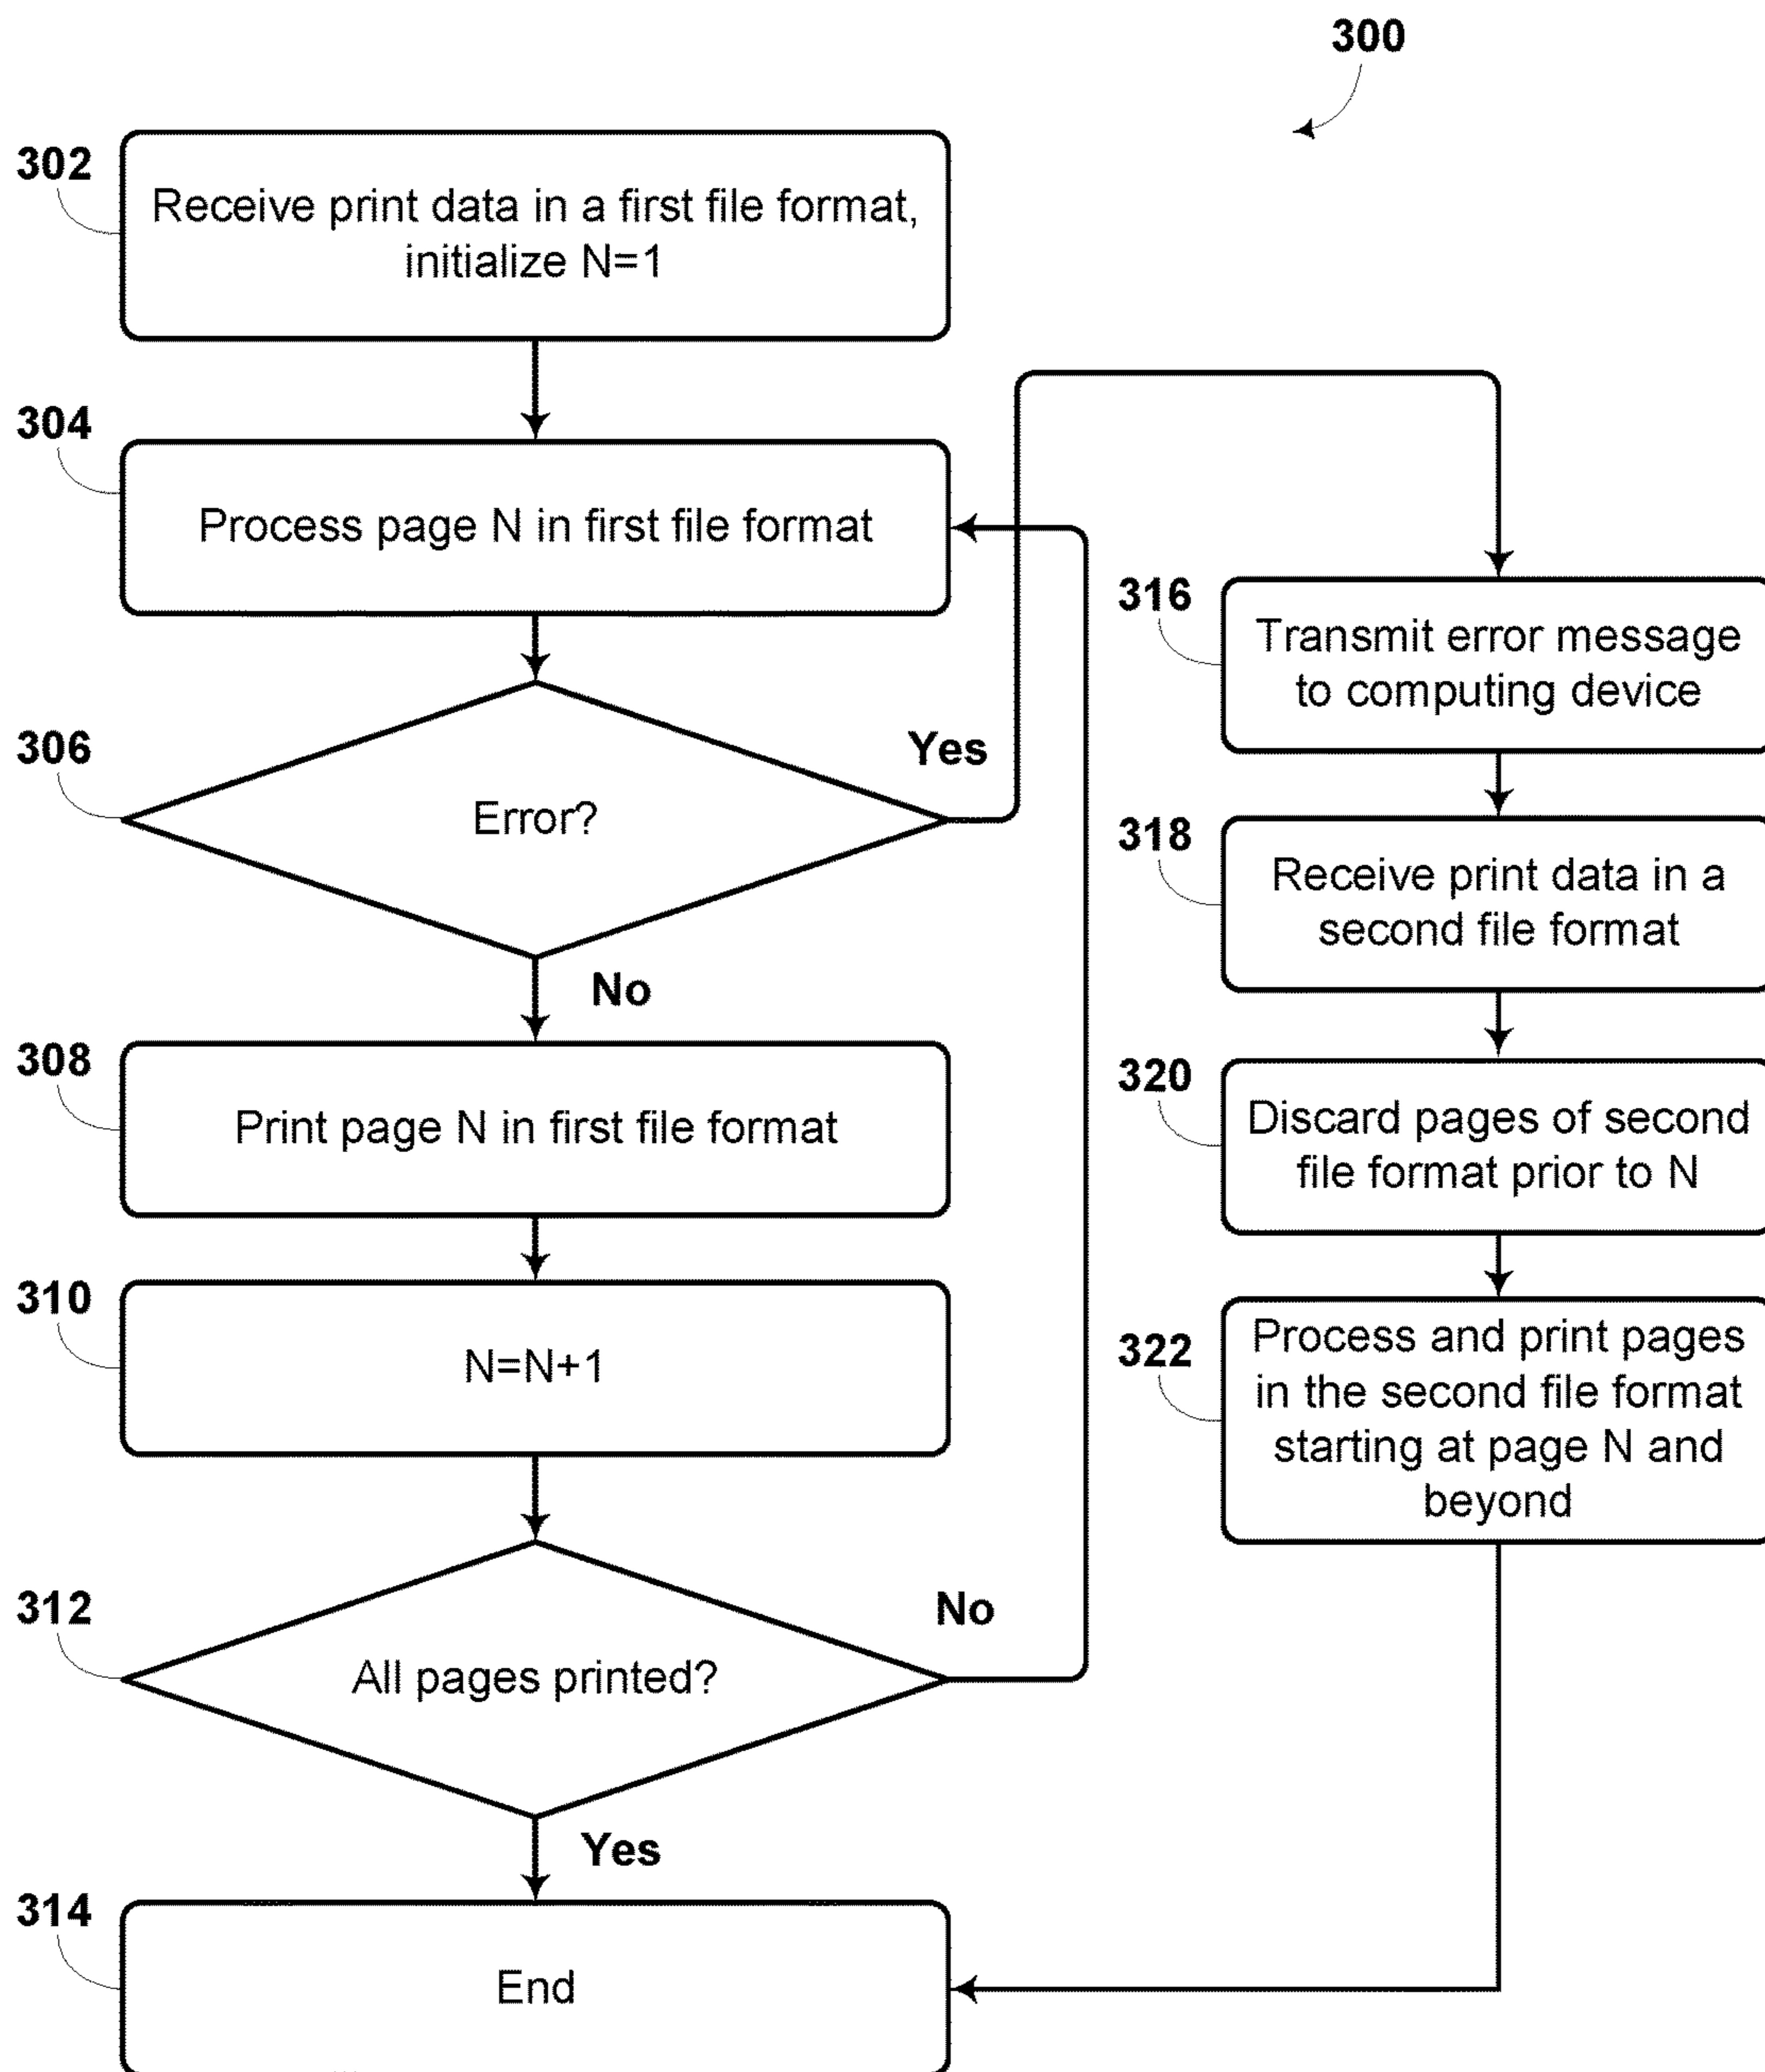 300
302
Receive print data in a first file format,
initialize N=1
304
Process page N in first file format
306
Error?
Yes
No
308
Print page N in first file format
310
N=N+1
312
All pages printed?
No
Yes
314
End
316
Transmit error message
to computing device
318
Receive print data in a
second file format
320
Discard pages of second
file format prior to N
322
Process and print pages
in the second file format
starting at page N and
beyond